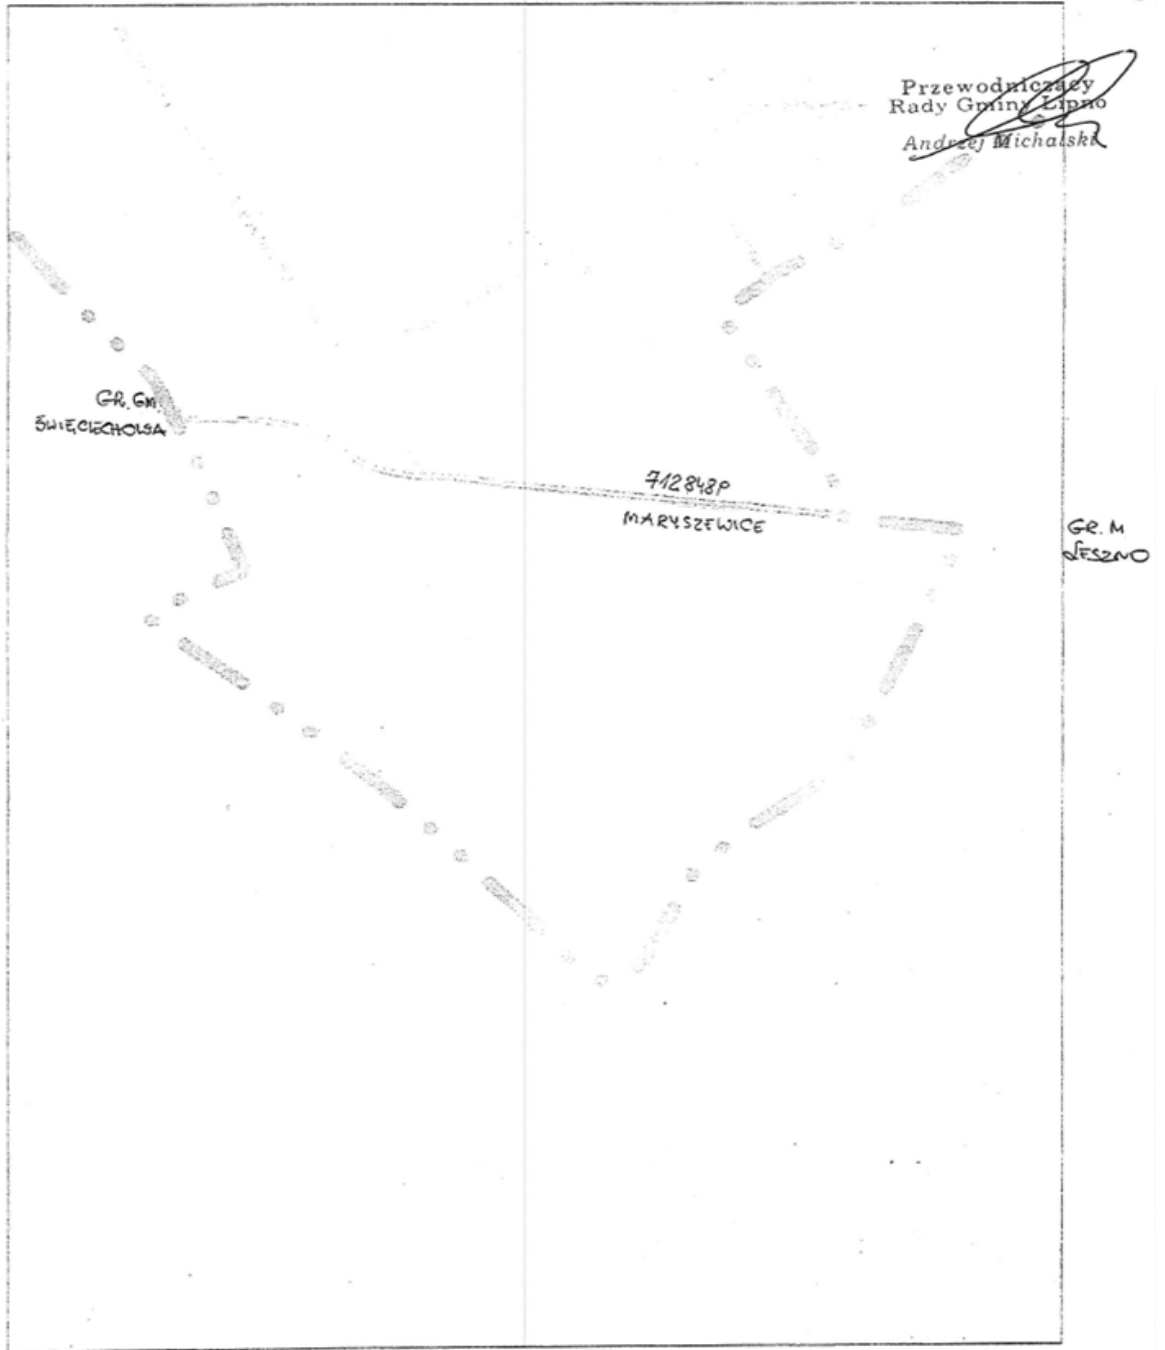 Przewodniczący
Rady Gminy Lipno
Andrzej Michalski
GR. GM.
ŚWIĘCIECHOWA
712848P
MARYSZEWICE
GR. M
LESZNO